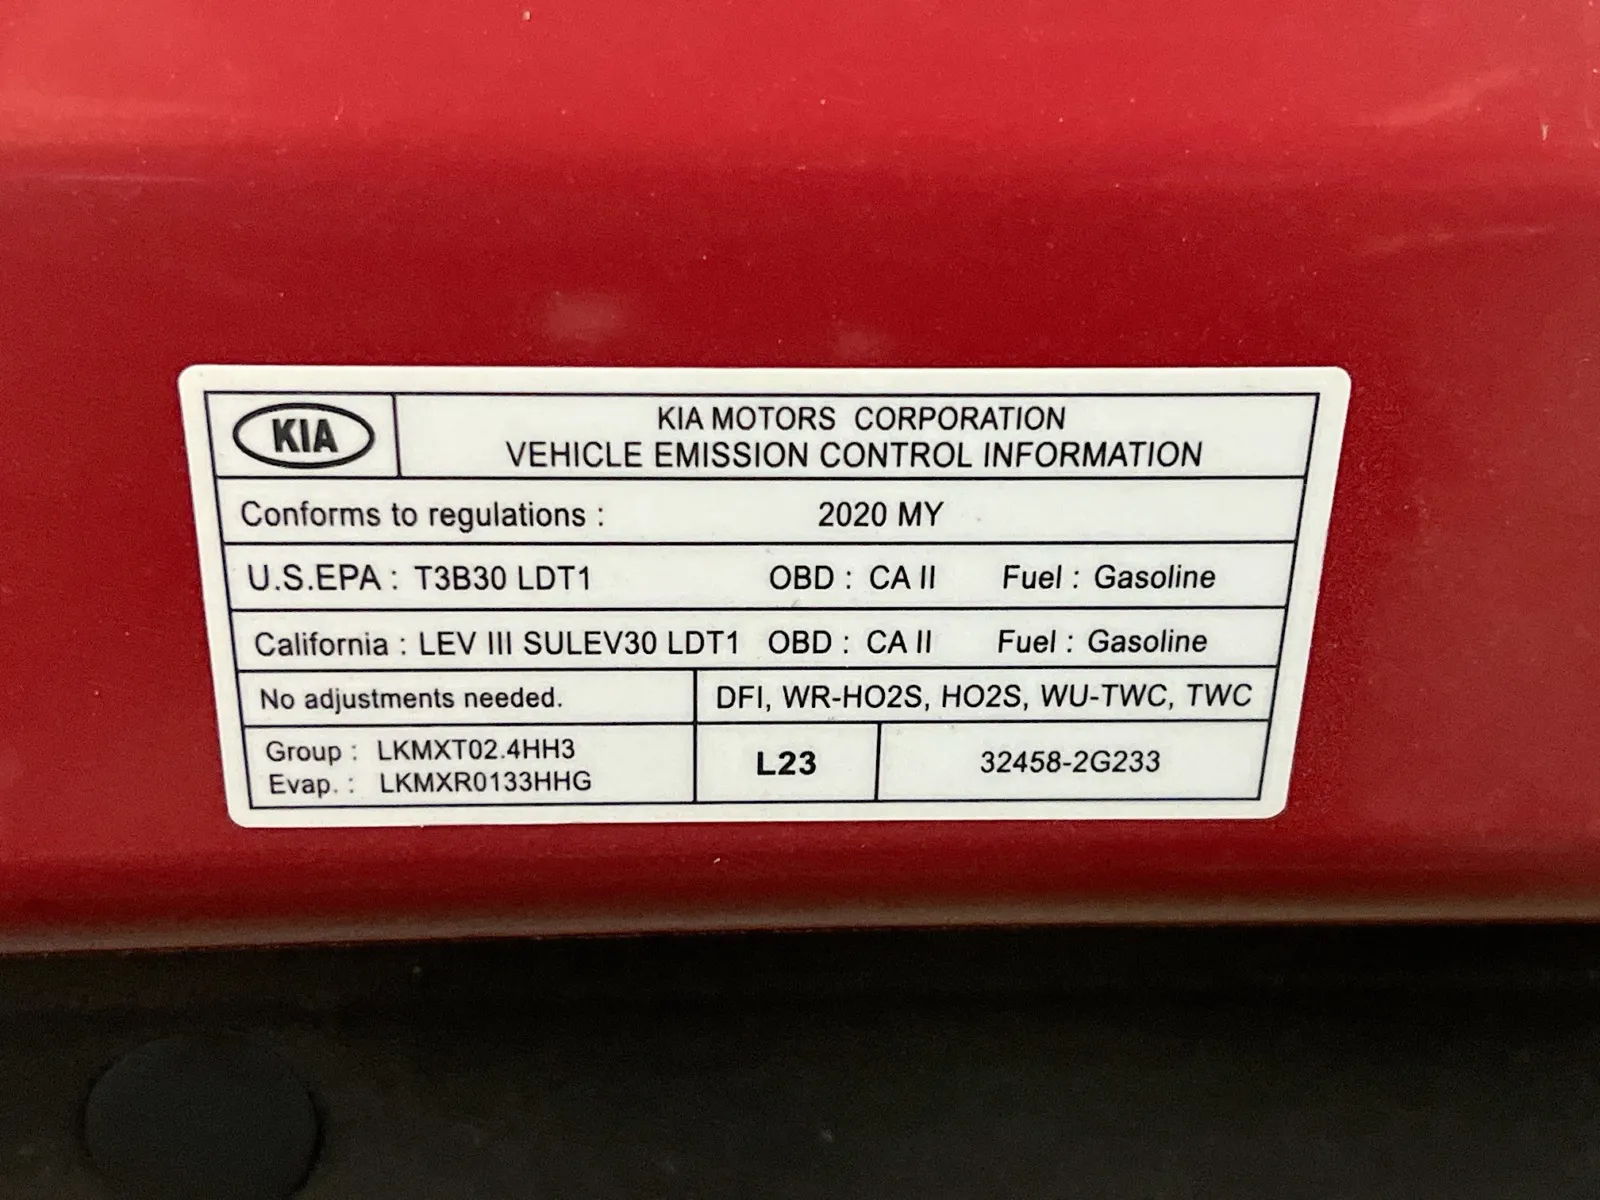 KIA
KIA MOTORS CORPORATION
VEHICLE EMISSION CONTROL INFORMATION
Conforms to regulations : 2020 MY
U.S.EPA : T3B30 LDT1 OBD : CA II Fuel : Gasoline
California : LEV III SULEV30 LDT1 OBD : CA II Fuel : Gasoline
No adjustments needed. DFI, WR-HO2S, HO2S, WU-TWC, TWC
Group : LKMXT02.4HH3
Evap. : LKMXR0133HHG
L23
32458-2G233